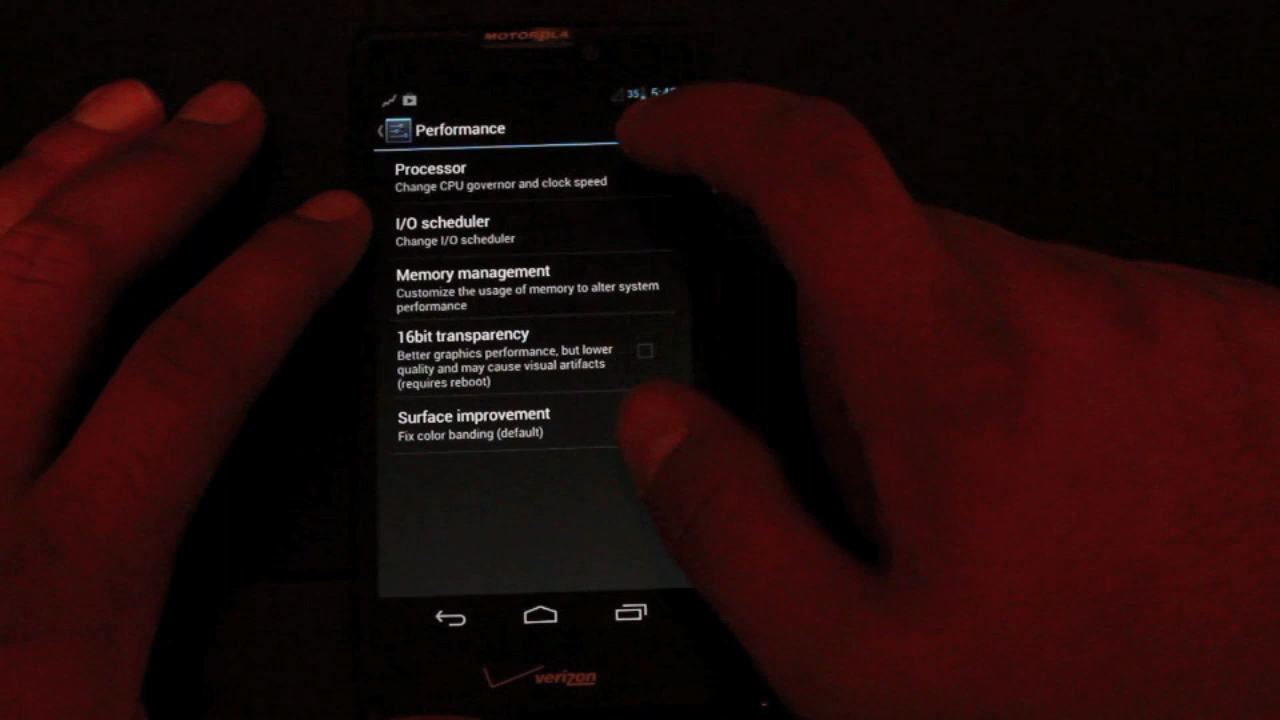 MOTOROLA
35
Performance
Processor
Change CPU governor and clock speed
I/O scheduler
Change I/O scheduler
Memory management
Customize the usage of memory to alter system
performance
16bit transparency
Better graphics performance, but lower
quality and may cause visual artifacts
(requires reboot)
Surface improvement
Fix color banding (default)
verizon